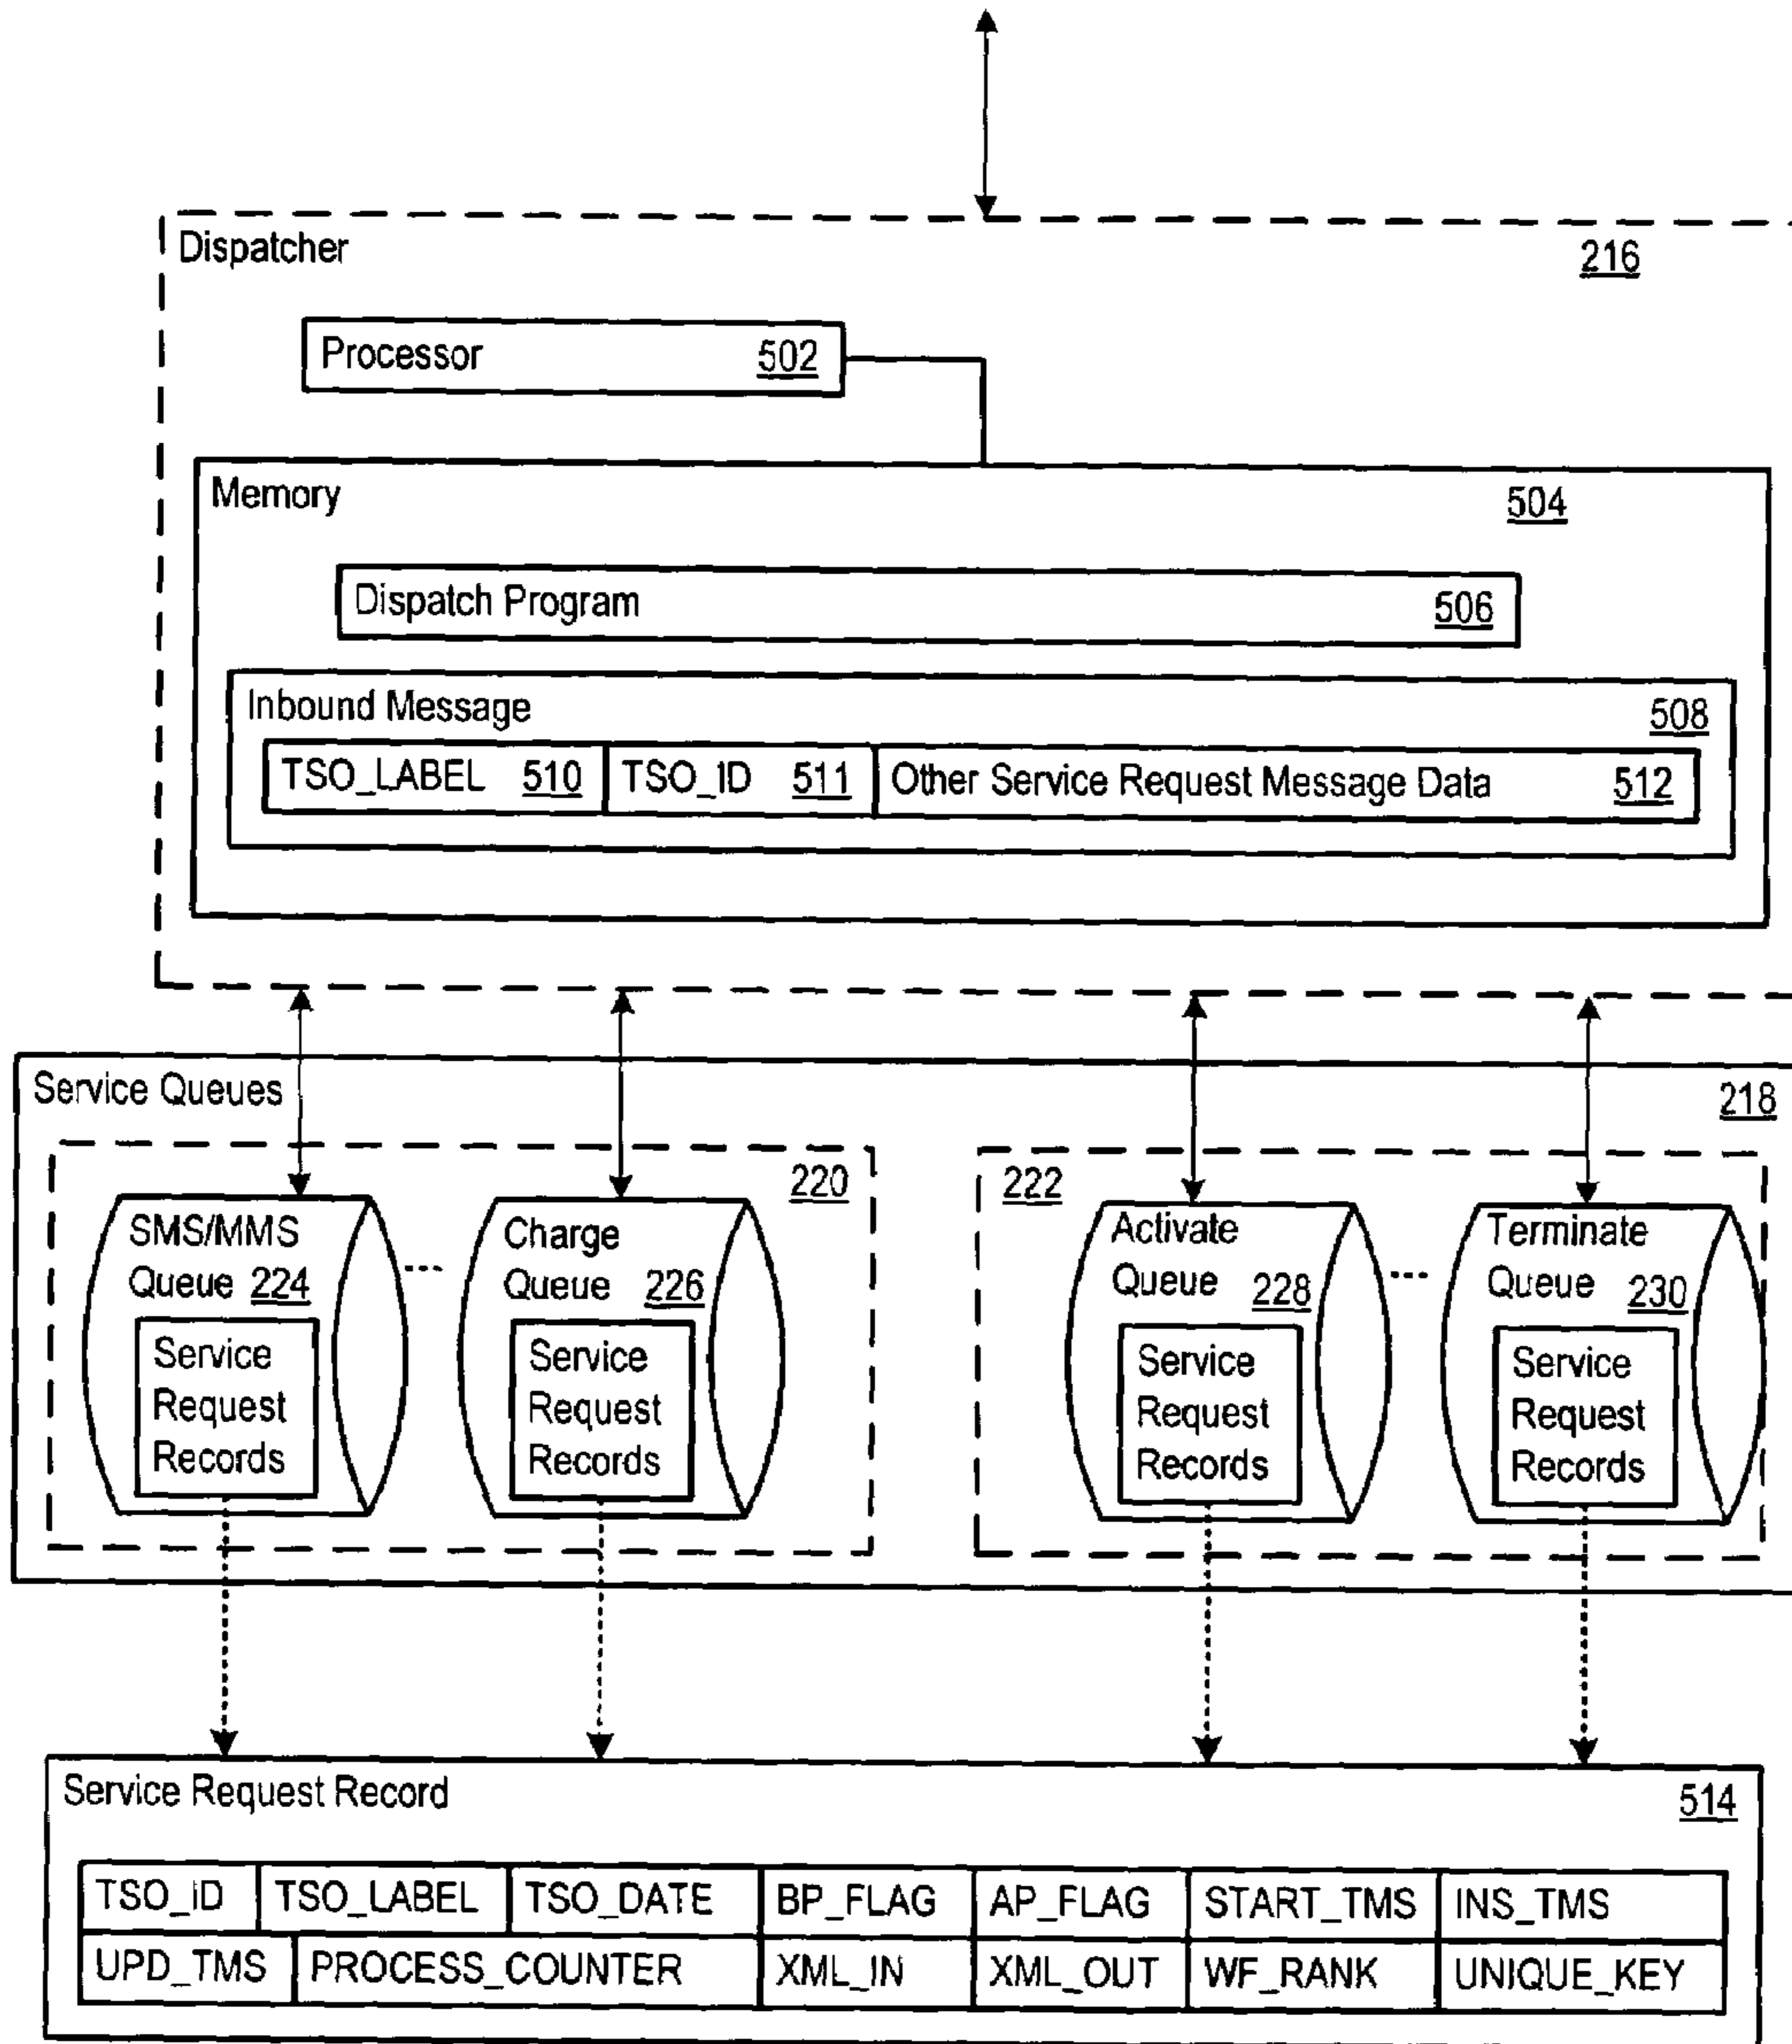 Dispatcher 216
Processor 502
Memory 504
Dispatch Program 506
Inbound Message 508
TSO_LABEL 510 TSO_ID 511 Other Service Request Message Data 512
Service Queues 218
220
222
SMS/MMS
Queue 224
Service
Request
Records
...
Charge
Queue 226
Service
Request
Records
Activate
Queue 228
Service
Request
Records
...
Terminate
Queue 230
Service
Request
Records
Service Request Record 514
TSO_ID TSO_LABEL TSO_DATE BP_FLAG AP_FLAG START_TMS INS_TMS
UPD_TMS PROCESS_COUNTER XML_IN XML_OUT WF_RANK UNIQUE_KEY